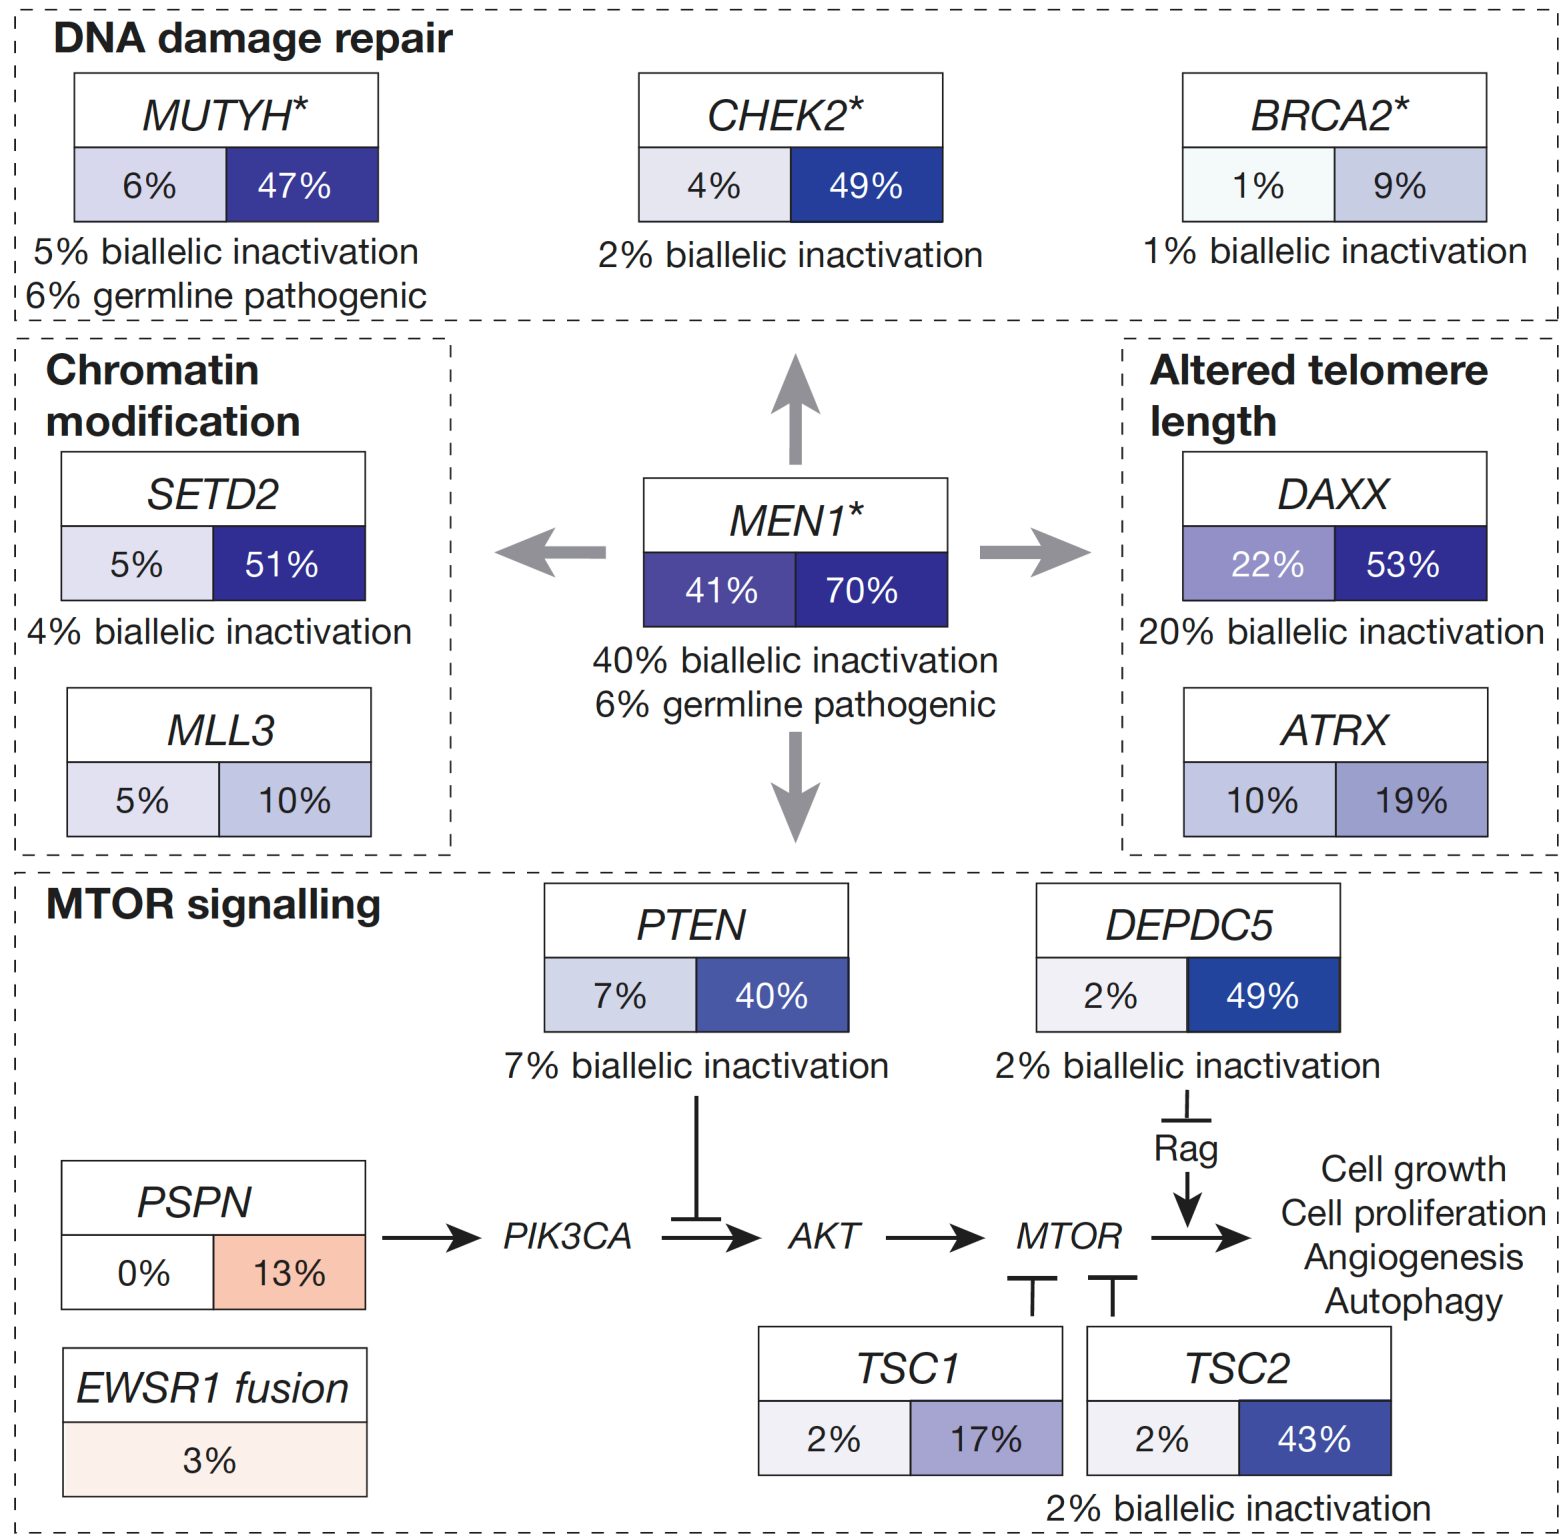 DNA damage repair
MUTYH*
6% 47%
5% biallelic inactivation
6% germline pathogenic
CHEK2*
4% 49%
2% biallelic inactivation
BRCA2*
1% 9%
1% biallelic inactivation
Chromatin
modification
SETD2
5% 51%
4% biallelic inactivation
MLL3
5% 10%
MEN1*
41% 70%
40% biallelic inactivation
6% germline pathogenic
Altered telomere
length
DAXX
22% 53%
20% biallelic inactivation
ATRX
10% 19%
MTOR signalling
PTEN
7% 40%
7% biallelic inactivation
DEPDC5
2% 49%
2% biallelic inactivation
Rag
PSPN
0% 13%
PIK3CA
AKT
MTOR
Cell growth
Cell proliferation
Angiogenesis
Autophagy
EWSR1 fusion
3%
TSC1
2% 17%
TSC2
2% 43%
2% biallelic inactivation